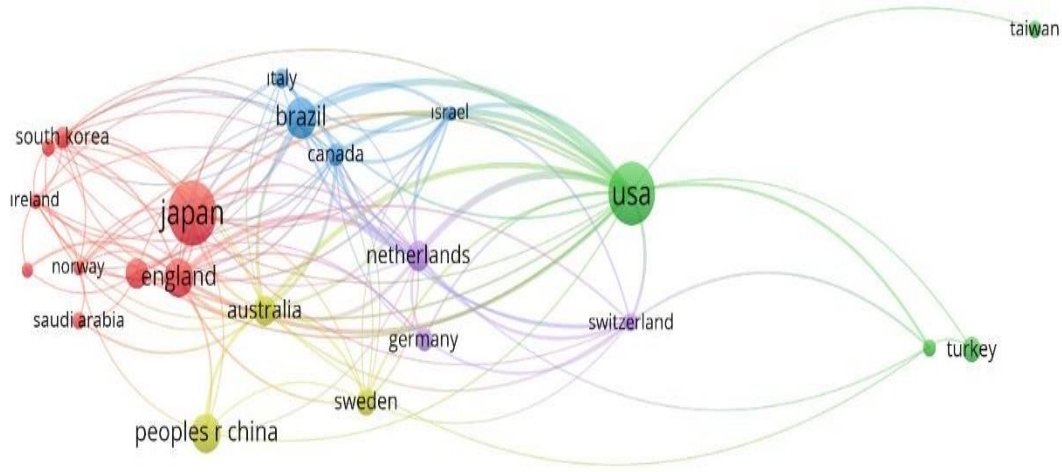 taiwan
italy
brazil
israel
south korea
canada
usa
ireland
japan
netherlands
norway
england
australia
saudi arabia
switzerland
germany
turkey
sweden
peoples r china